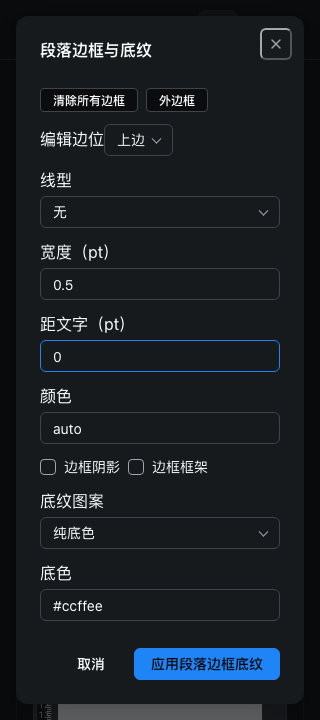 段落边框与底纹
清除所有边框 外边框
编辑边位 上边
线型
无
宽度（pt）
0.5
距文字（pt）
0
颜色
auto
边框阴影 边框框架
底纹图案
纯底色
底色
#ccffee
取消 应用段落边框底纹